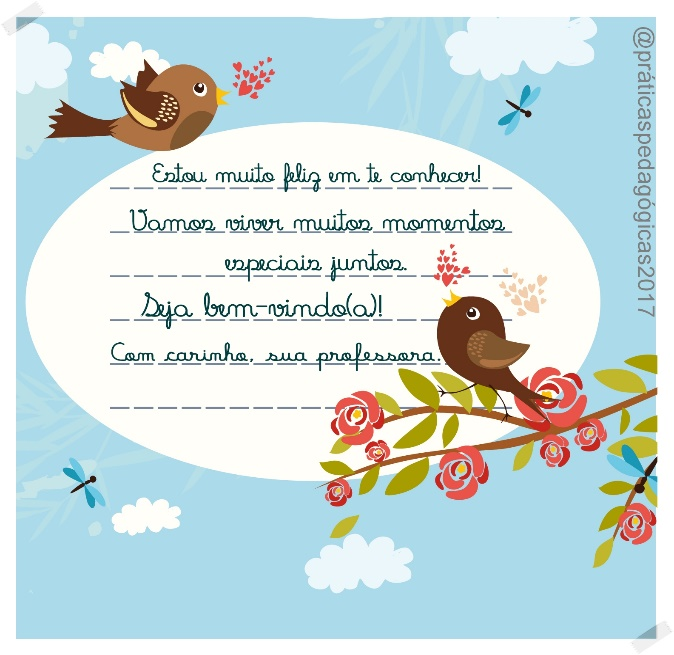 Estou muito feliz em te conhecer!
Vamos viver muitos momentos
especiais juntos.
Seja bem-vindo(a)!
Com carinho, sua professora.
@práticaspedagógicas2017